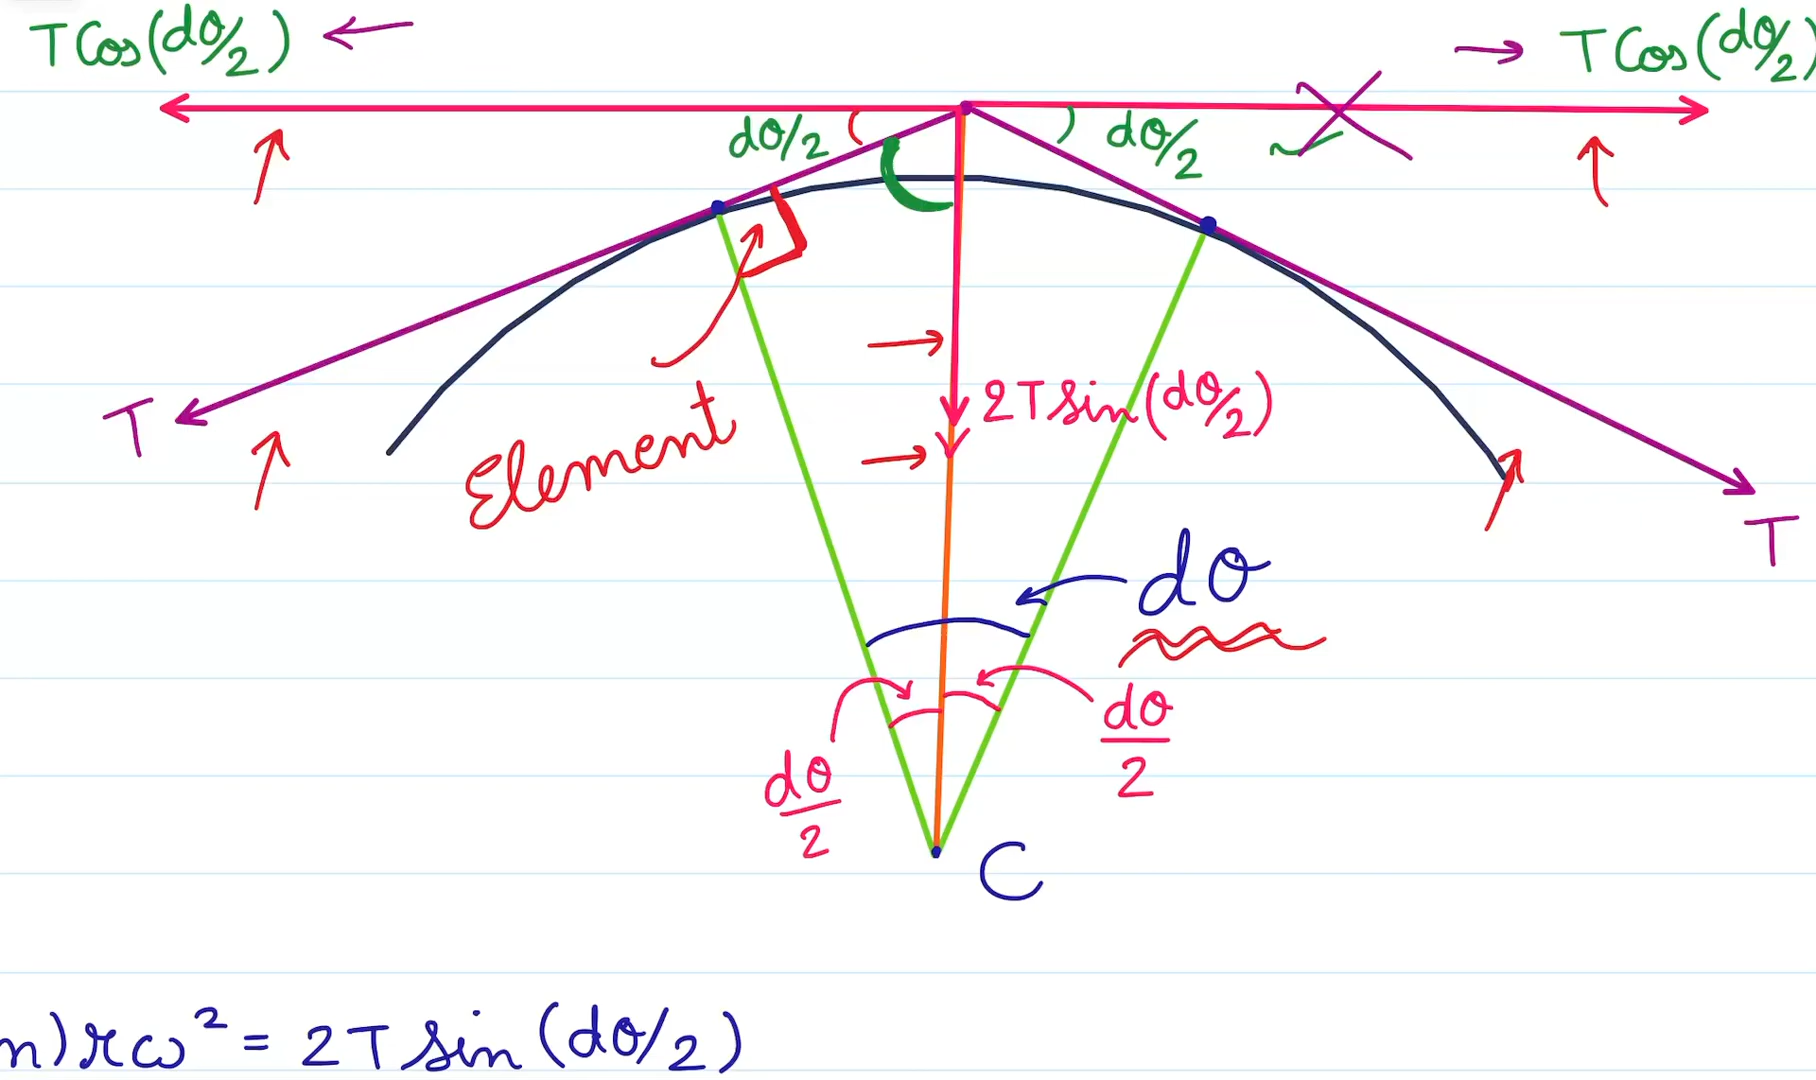 TCos(dθ/2) ← → TCos(dθ/2)
dθ/2 dθ/2
T 2Tsin(dθ/2)
Element
T
dθ
dθ/2 dθ/2
C
m)rω² = 2Tsin(dθ/2)